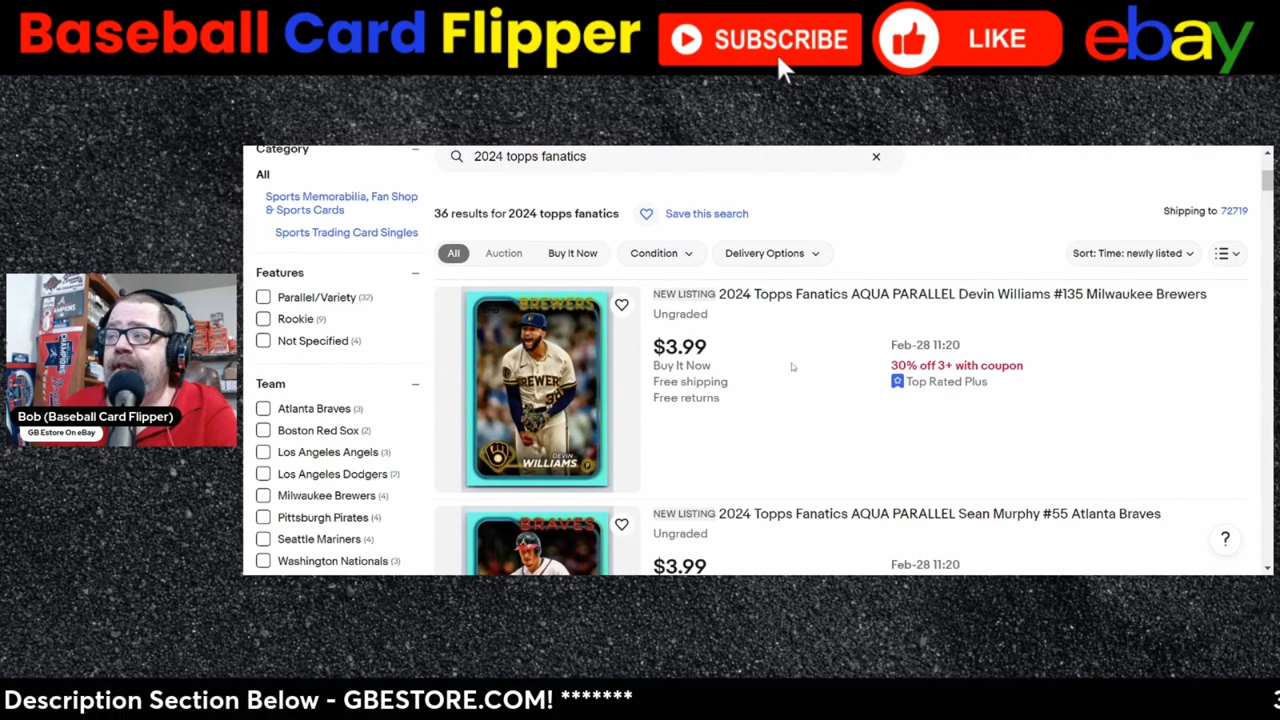 Baseball Card Flipper SUBSCRIBE LIKE ebay
Category
All
Sports Memorabilia, Fan Shop
& Sports Cards
Sports Trading Card Singles
Features
Parallel/Variety (32)
Rookie (9)
Not Specified (4)
Team
Atlanta Braves (3)
Boston Red Sox (2)
Los Angeles Angels (3)
Los Angeles Dodgers (2)
Milwaukee Brewers (4)
Pittsburgh Pirates (4)
Seattle Mariners (4)
Washington Nationals (3)
2024 topps fanatics
36 results for 2024 topps fanatics Save this search
Shipping to 72719
All Auction Buy It Now Condition Delivery Options Sort: Time: newly listed
BREWERS
BREWERS
DEVIN
WILLIAMS
NEW LISTING 2024 Topps Fanatics AQUA PARALLEL Devin Williams #135 Milwaukee Brewers
Ungraded
$3.99
Buy It Now
Free shipping
Free returns
Feb-28 11:20
30% off 3+ with coupon
Top Rated Plus
BRAVES
NEW LISTING 2024 Topps Fanatics AQUA PARALLEL Sean Murphy #55 Atlanta Braves
Ungraded
$3.99
Feb-28 11:20
?
Bob (Baseball Card Flipper)
GB Estore On eBay
Description Section Below - GBESTORE.COM! *******